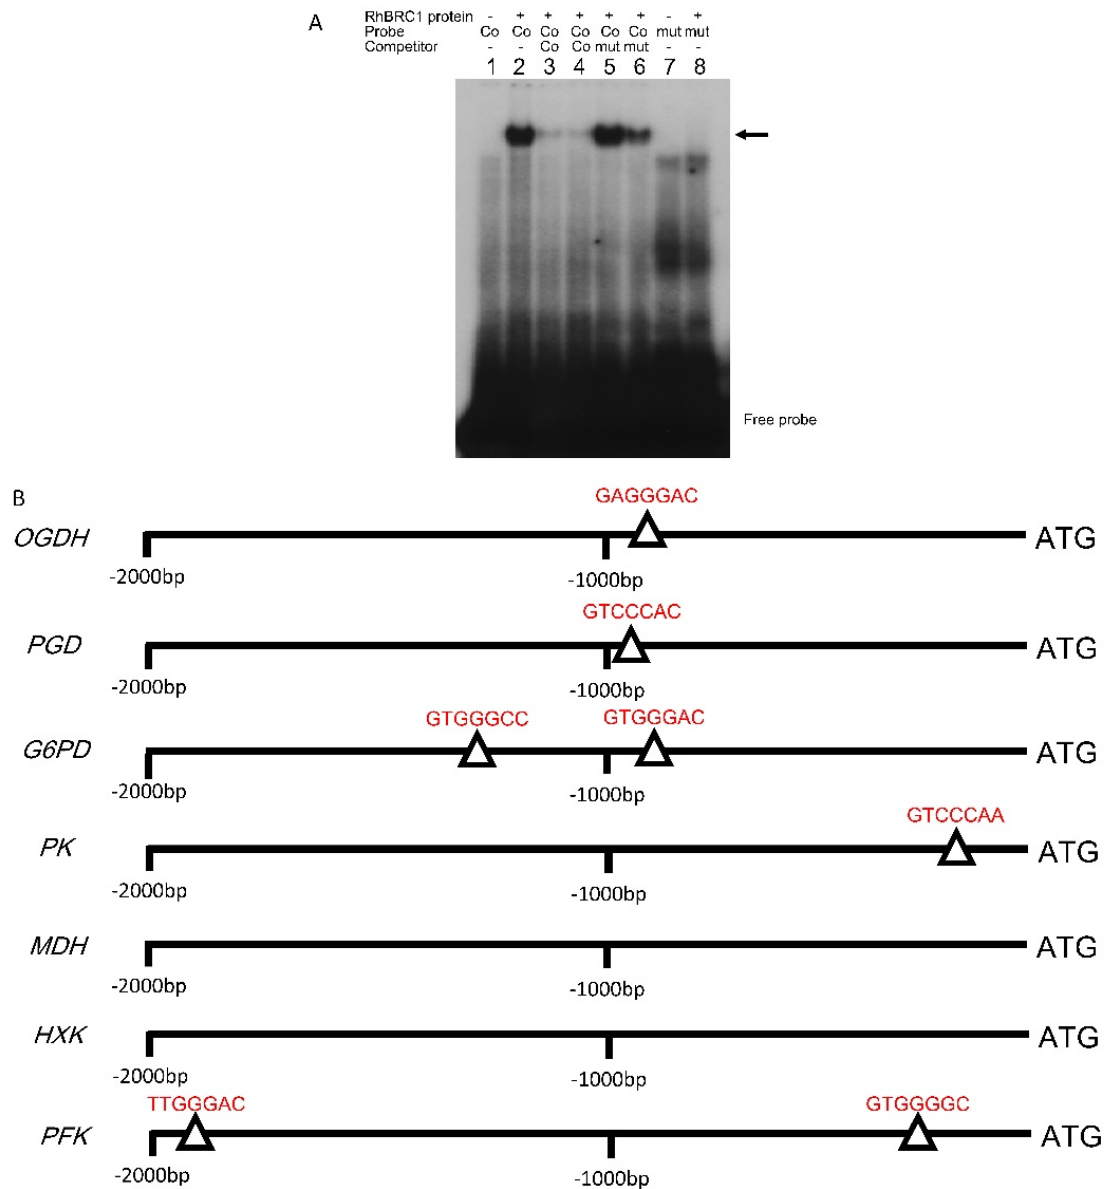 A
RhBRC1 protein - + + + + + - +
Probe Co Co Co Co Co Co mut mut
Competitor - - Co Co mut mut - -
1 2 3 4 5 6 7 8
Free probe
B
GAGGGAC
OGDH ATG
-2000bp -1000bp
GTCCCAC
PGD ATG
-2000bp -1000bp
GTGGGCC GTGGGAC
G6PD ATG
-2000bp -1000bp
GTCCCAA
PK ATG
-2000bp -1000bp
MDH ATG
-2000bp -1000bp
HXK ATG
-2000bp -1000bp
TTGGGAC GTGGGGC
PFK ATG
-2000bp -1000bp